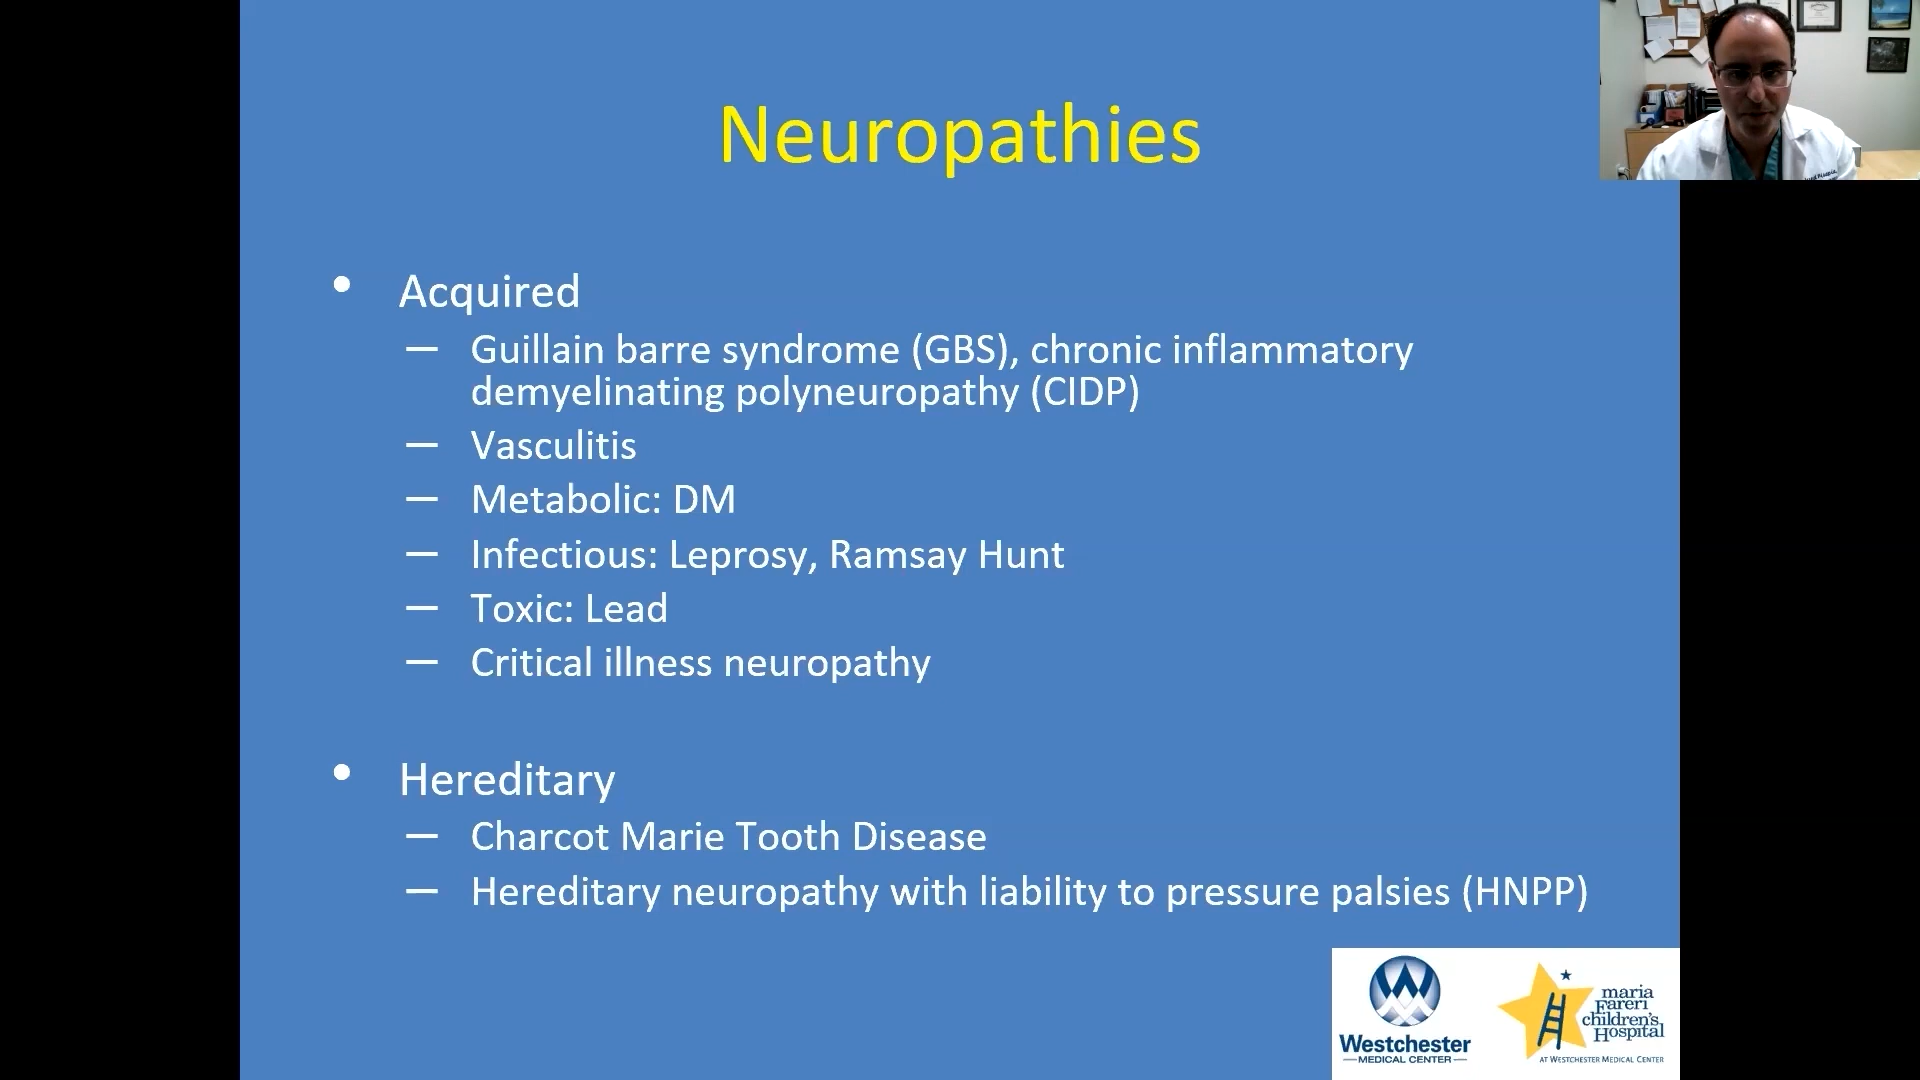 Neuropathies
• Acquired
— Guillain barre syndrome (GBS), chronic inflammatory
demyelinating polyneuropathy (CIDP)
— Vasculitis
— Metabolic: DM
— Infectious: Leprosy, Ramsay Hunt
— Toxic: Lead
— Critical illness neuropathy
• Hereditary
— Charcot Marie Tooth Disease
— Hereditary neuropathy with liability to pressure palsies (HNPP)
Westchester
MEDICAL CENTER
maria
Fareri
children's
Hospital
AT WESTCHESTER MEDICAL CENTER